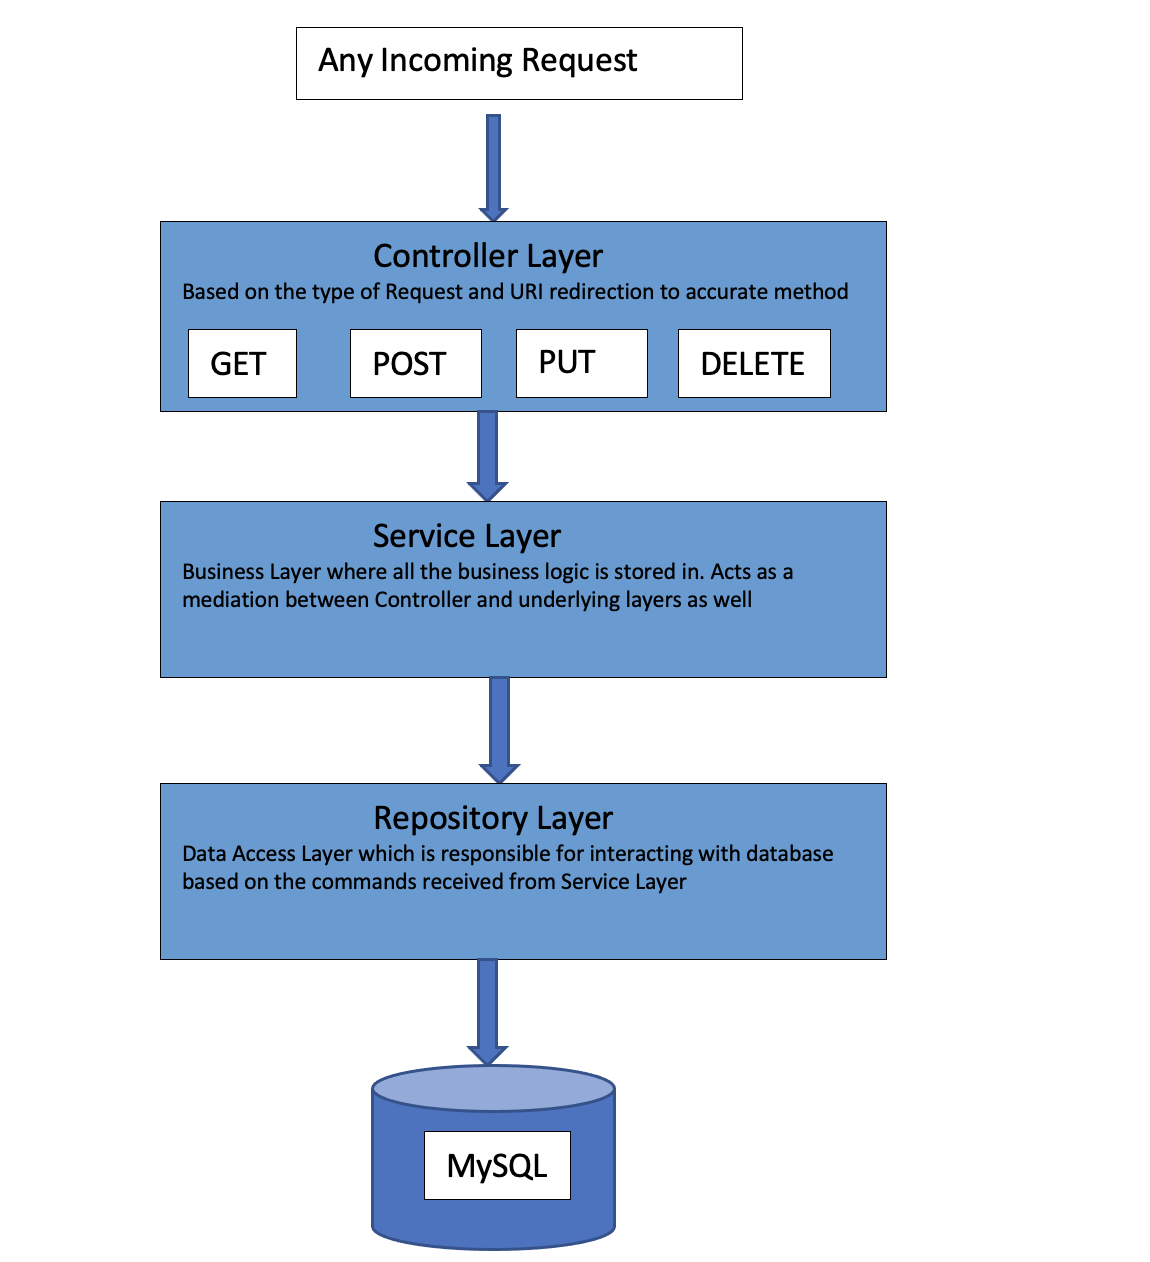 Any Incoming Request
Controller Layer
Based on the type of Request and URI redirection to accurate method
GET
POST
PUT
DELETE
Service Layer
Business Layer where all the business logic is stored in. Acts as a
mediation between Controller and underlying layers as well
Repository Layer
Data Access Layer which is responsible for interacting with database
based on the commands received from Service Layer
MySQL